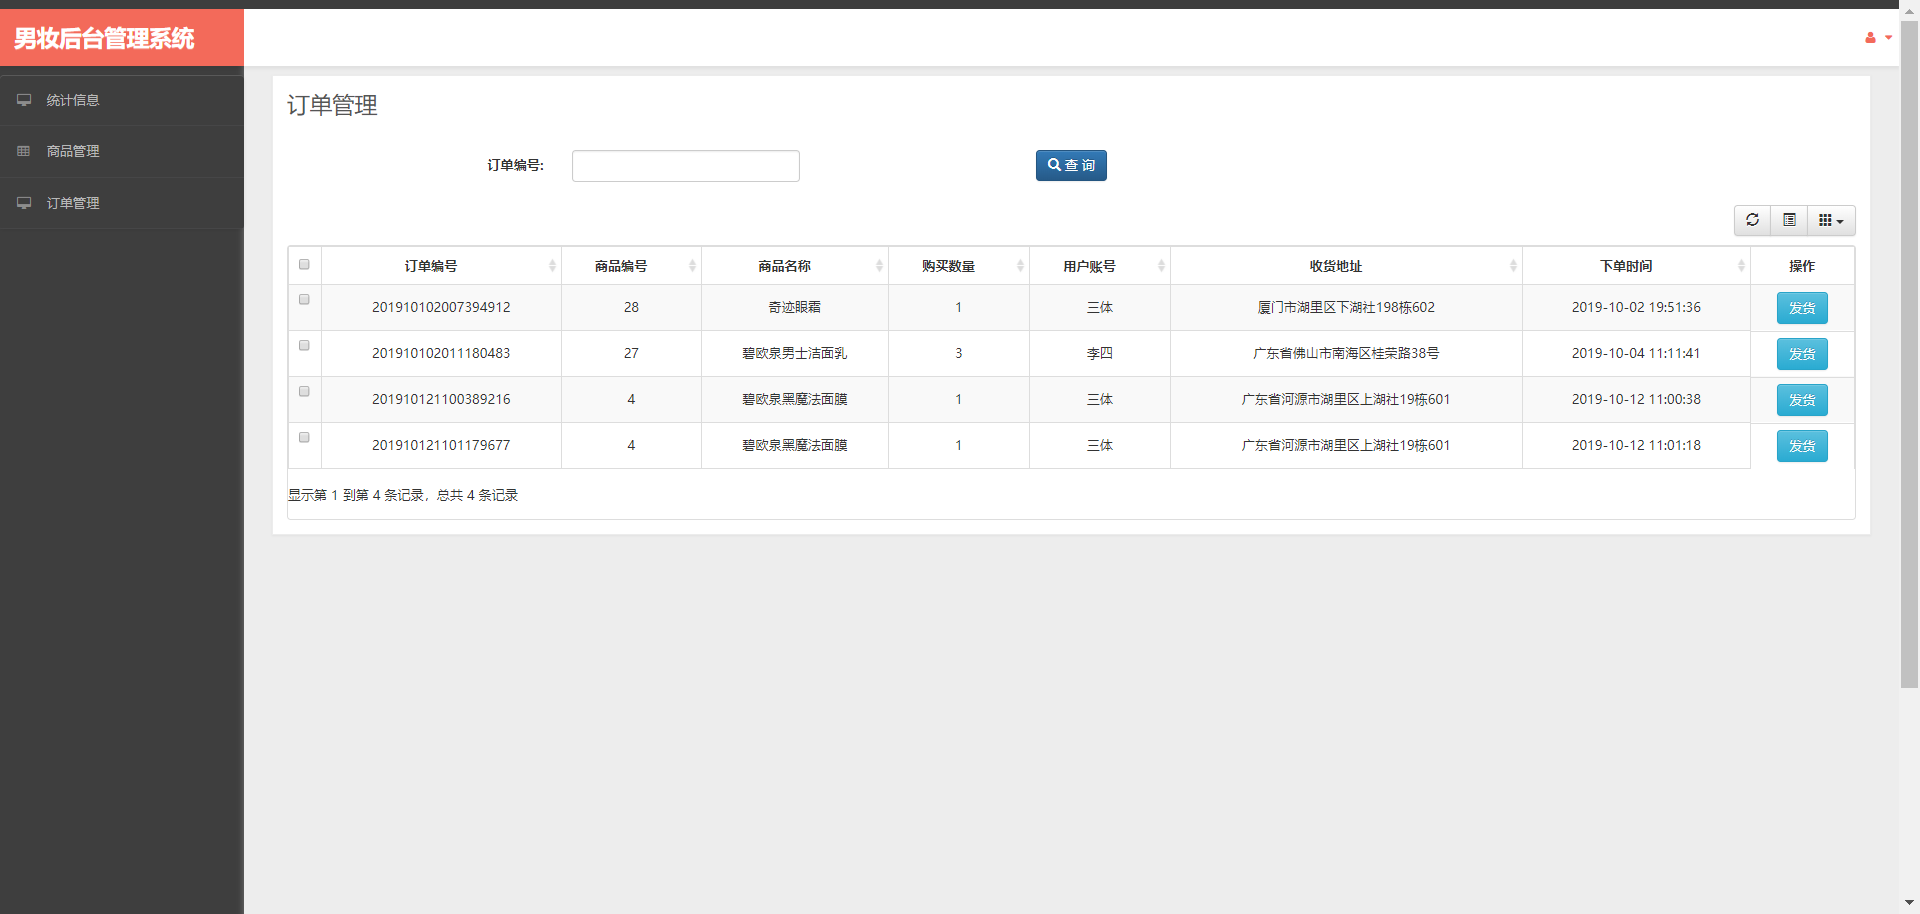 男妆后台管理系统
统计信息
商品管理
订单管理
订单管理
订单编号:
查 询
订单编号 商品编号 商品名称 购买数量 用户账号 收货地址 下单时间 操作
201910102007394912 28 奇迹眼霜 1 三体 厦门市湖里区下湖社198栋602 2019-10-02 19:51:36 发货
201910102011180483 27 碧欧泉男士洁面乳 3 李四 广东省佛山市南海区桂荣路38号 2019-10-04 11:11:41 发货
201910121100389216 4 碧欧泉黑魔法面膜 1 三体 广东省河源市湖里区上湖社19栋601 2019-10-12 11:00:38 发货
201910121101179677 4 碧欧泉黑魔法面膜 1 三体 广东省河源市湖里区上湖社19栋601 2019-10-12 11:01:18 发货
显示第 1 到第 4 条记录，总共 4 条记录